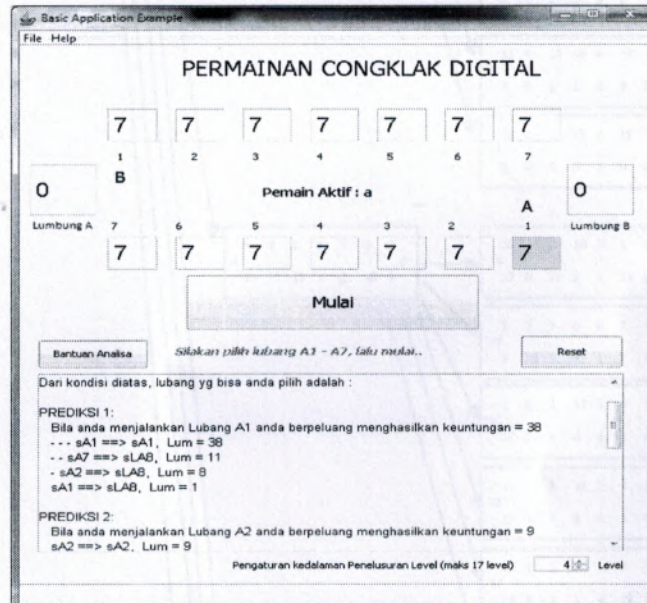 Basic Application Example
File Help
PERMAINAN CONGKLAK DIGITAL
7 7 7 7 7 7 7
1 2 3 4 5 6 7
B
0 Pemain Aktif : a 0
A
Lumbung A 7 6 5 4 3 2 1 Lumbung B
7 7 7 7 7 7 7
Mulai
Bantuan Analisa Silakan pilih lubang A1 - A7, lalu mulai.. Reset
Dari kondisi diatas, lubang yg bisa anda pilih adalah :
PREDIKSI 1:
Bila anda menjalankan Lubang A1 anda berpeluang menghasilkan keuntungan = 38
- - - sA1 ==> sA1, Lum = 38
- - sA7 ==> sLAB, Lum = 11
- sA2 ==> sLAB, Lum = 8
sA1 ==> sLAB, Lum = 1
PREDIKSI 2:
Bila anda menjalankan Lubang A2 anda berpeluang menghasilkan keuntungan = 9
sA2 ==> sA2, Lum = 9
Pengaturan kedalaman Penelusuran Level (maks 17 level) 4 Level